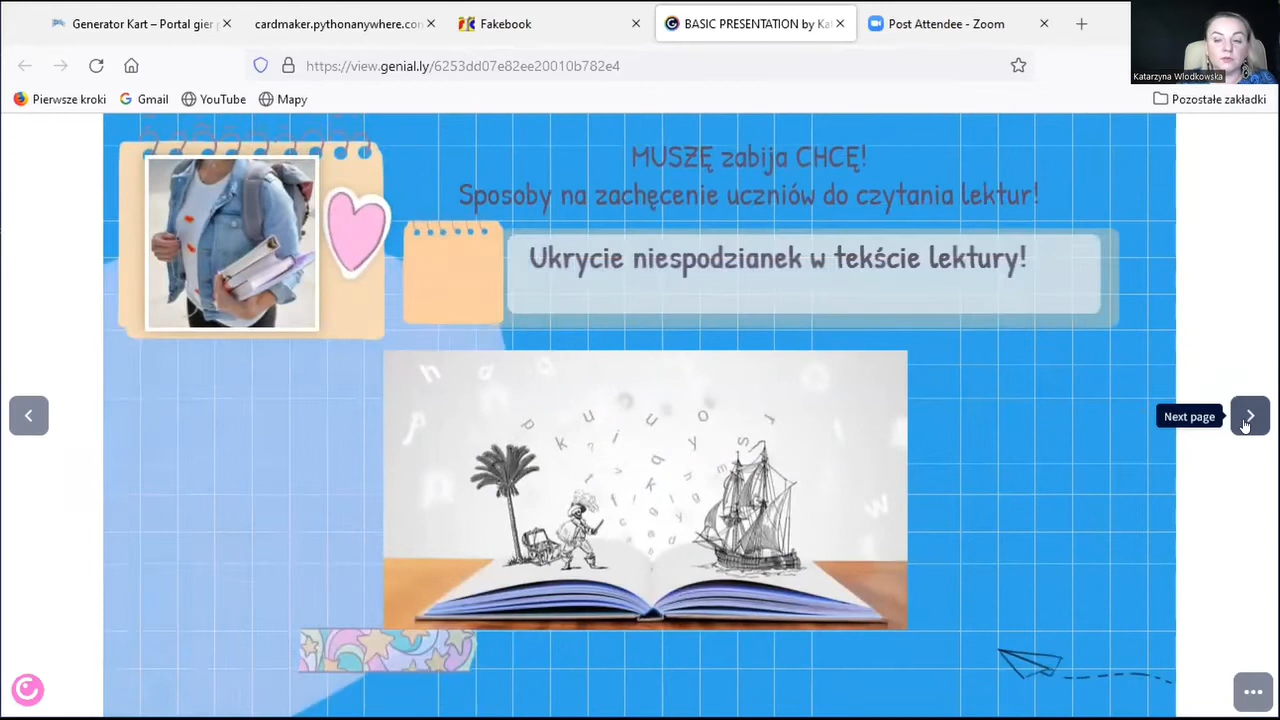 Generator Kart – Portal gier
cardmaker.pythonanywhere.co
Fakebook
BASIC PRESENTATION by Ka
Post Attendee - Zoom
https://view.genial.ly/6253dd07e82ee20010b782e4
Katarzyna Wlodkowska
Pierwsze kroki
Gmail
YouTube
Mapy
Pozostałe zakładki
MUSZĘ zabija CHCĘ!
Sposoby na zachęcenie uczniów do czytania lektur!
Ukrycie niespodzianek w tekście lektury!
Next page